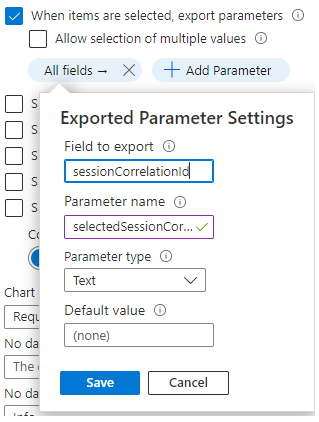 When items are selected, export parameters
Allow selection of multiple values
All fields →
Add Parameter
Exported Parameter Settings
Field to export
sessionCorrelationId
Parameter name
selectedSessionCor...
Parameter type
Text
Default value
(none)
Save
Cancel
S
S
S
S
S
Co
Chart
Requ
No da
The
No da